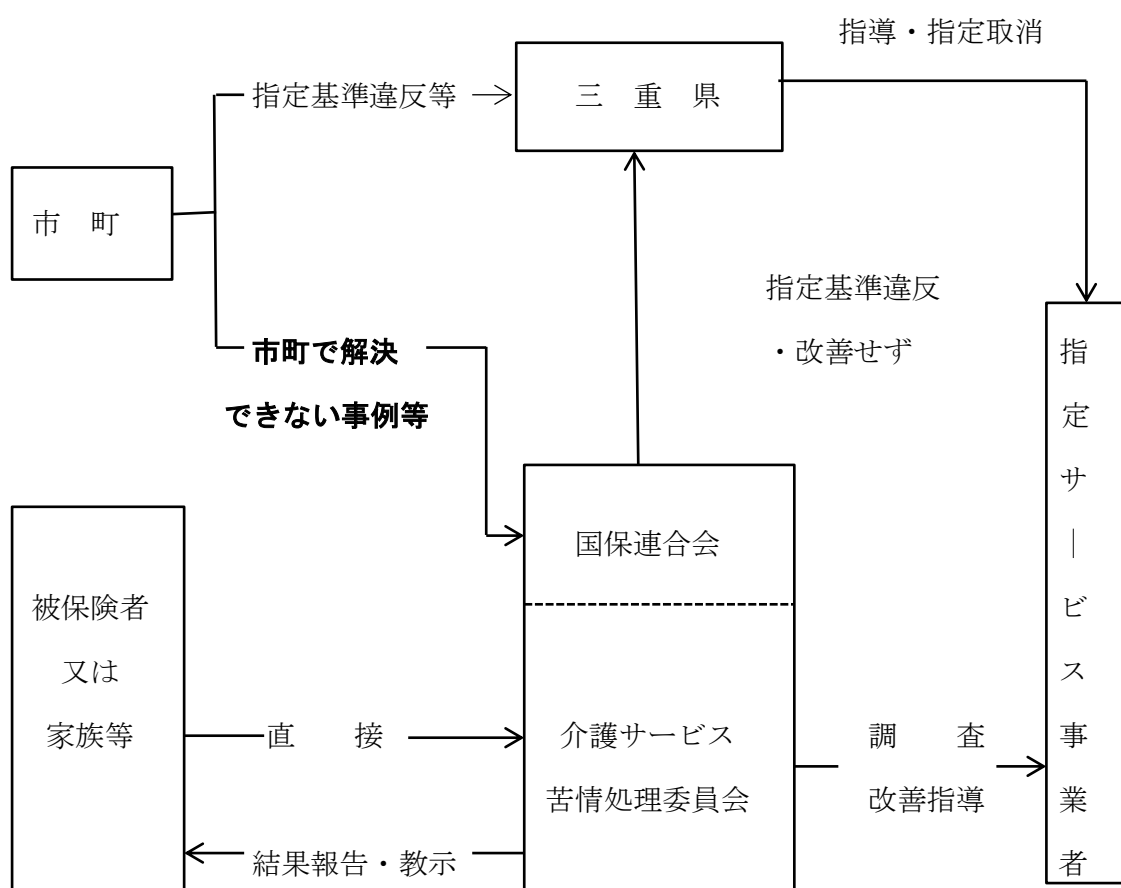 指導・指定取消
指定基準違反等
三 重 県
市 町
指定基準違反
・改善せず
市町で解決
できない事例等
国保連合会
被保険者
又は
家族等
直 接
介護サービス
苦情処理委員会
調 査
改善指導
結果報告・教示
指定サービス事業者